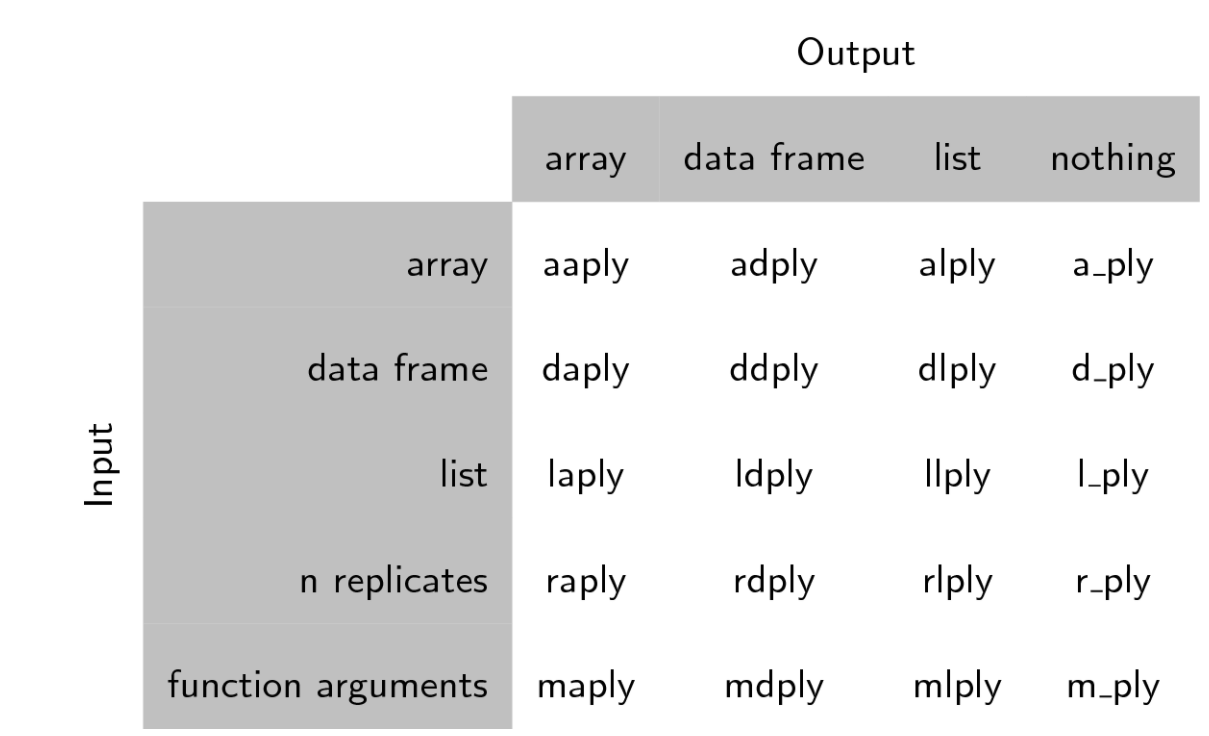 Output
array data frame list nothing
array aaply adply alply a_ply
data frame daply ddply dlply d_ply
Input
list laply ldply llply l_ply
n replicates raply rdply rlply r_ply
function arguments maply mdply mlply m_ply